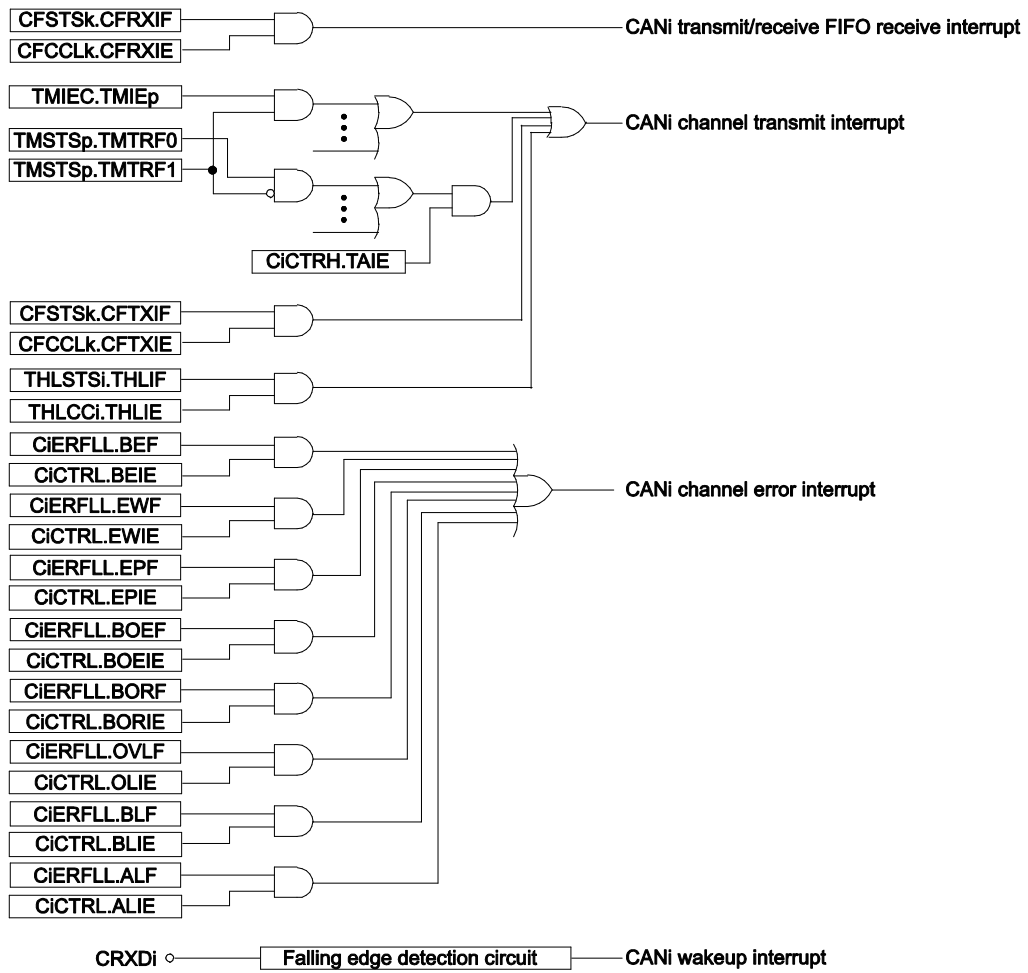 CFSTSk.CFRXIF
CFCCLk.CFRXIE
CANi transmit/receive FIFO receive interrupt
TMIEC.TMIEp
TMSTSp.TMTRF0
TMSTSp.TMTRF1
CANi channel transmit interrupt
CiCTRH.TAIE
CFSTSk.CFTXIF
CFCCLk.CFTXIE
THLSTSi.THLIF
THLCCi.THLIE
CiERFLL.BEF
CiCTRL.BEIE
CiERFLL.EWF
CANi channel error interrupt
CiCTRL.EWIE
CiERFLL.EPF
CiCTRL.EPIE
CiERFLL.BOEF
CiCTRL.BOEIE
CiERFLL.BORF
CiCTRL.BORIE
CiERFLL.OVLF
CiCTRL.OLIE
CiERFLL.BLF
CiCTRL.BLIE
CiERFLL.ALF
CiCTRL.ALIE
CRXDi
Falling edge detection circuit
CANi wakeup interrupt